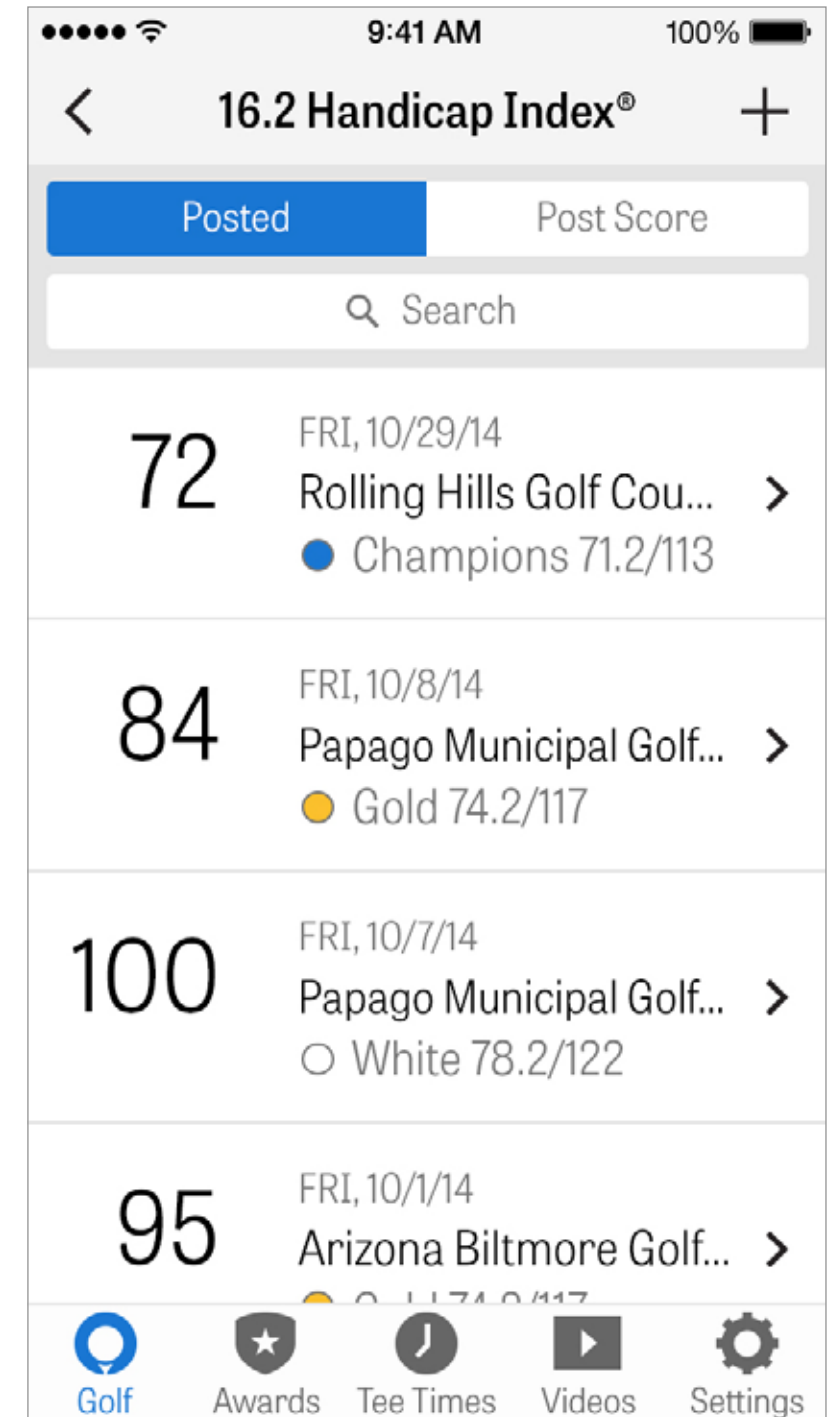 9:41 AM 100%
16.2 Handicap Index®
Posted Post Score
Search
72
FRI, 10/29/14
Rolling Hills Golf Cou...
Champions 71.2/113
84
FRI, 10/8/14
Papago Municipal Golf...
Gold 74.2/117
100
FRI, 10/7/14
Papago Municipal Golf...
White 78.2/122
95
FRI, 10/1/14
Arizona Biltmore Golf...
Golf Awards Tee Times Videos Settings